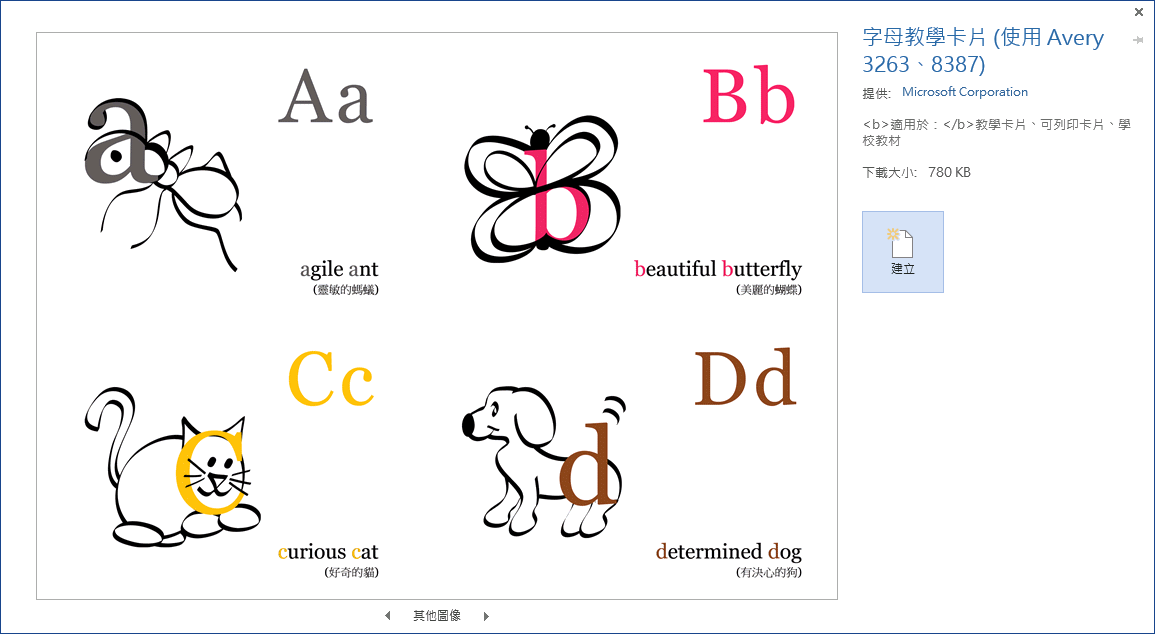 Aa
a
agile ant
(靈敏的螞蟻)
Bb
b
beautiful butterfly
(美麗的蝴蝶)
Cc
c
curious cat
(好奇的貓)
Dd
d
determined dog
(有決心的狗)
其他圖像
字母教學卡片 (使用 Avery
3263、8387)
提供: Microsoft Corporation
<b>適用於：</b>教學卡片、可列印卡片、學
校教材
下載大小: 780 KB
建立